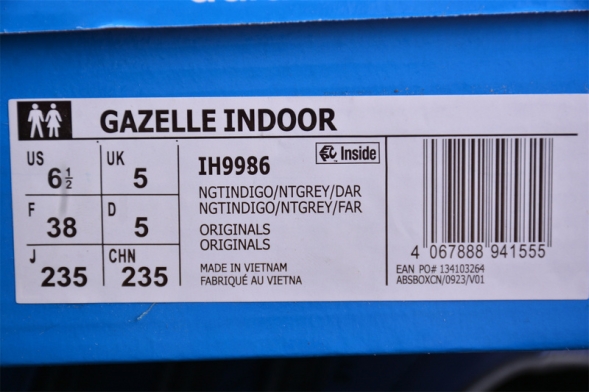 GAZELLE INDOOR
US 6½ UK 5
F 38 D 5
J 235 CHN 235
IH9986
Inside
NGTINDIGO/NTGREY/DAR
NGTINDIGO/NTGREY/FAR
ORIGINALS
ORIGINALS
MADE IN VIETNAM
FABRIQUÉ AU VIETNA
4 067888 941555
EAN PO# 134103264
ABSBOXCN/0923/V01